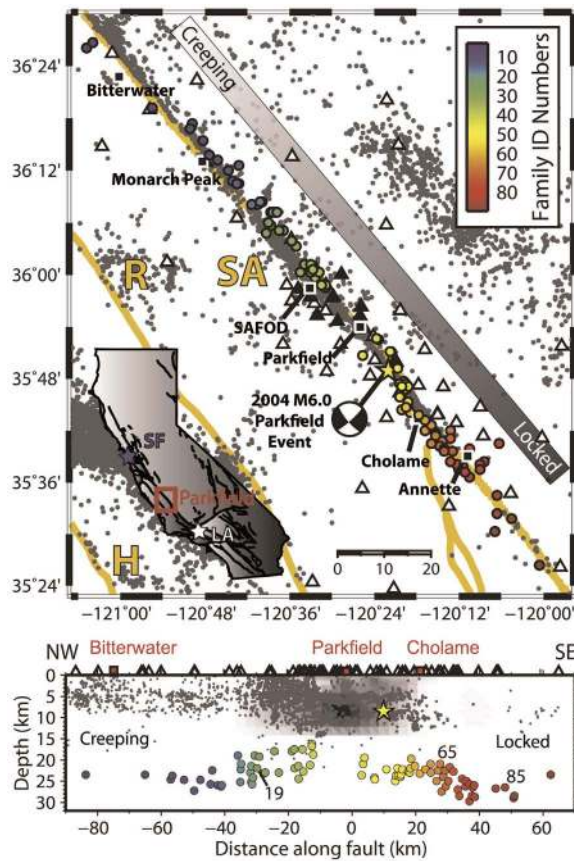 36°24'
36°12'
36°00'
35°48'
35°36'
35°24'
Bitterwater
Creeping
10
20
30
40
50
60
70
80
Family ID Numbers
Monarch Peak
R
SA
SAFOD
Parkfield
2004 M6.0
Parkfield
Event
Cholame
Locked
SF
Parkfield
LA
Annette
H
0
10
20
−121°00'
−120°48'
−120°36'
−120°24'
−120°12'
−120°00'
NW
Bitterwater
Parkfield
Cholame
SE
0
5
10
15
20
25
30
Depth (km)
Creeping
19
65
Locked
85
−80
−60
−40
−20
0
20
40
60
Distance along fault (km)